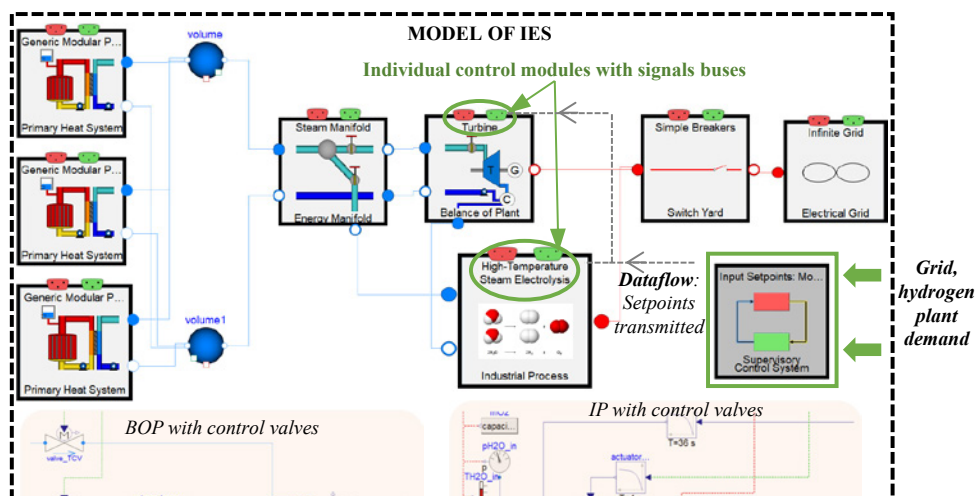 MODEL OF IES
Individual control modules with signals buses
Generic Modular P...
Primary Heat System
volume
Generic Modular P...
Primary Heat System
Generic Modular P...
Primary Heat System
volume1
Steam Manifold
Energy Manifold
Turbine
T
G
C
Balance of Plant
Simple Breakers
Switch Yard
Infinite Grid
Electrical Grid
High-Temperature
Steam Electrolysis
Industrial Process
Dataflow:
Setpoints
transmitted
Input Setpoints: Mo...
Supervisory
Control System
Grid,
hydrogen
plant
demand
BOP with control valves
M
valve_TCV
IP with control valves
mO2
capaci...
pH2O_in
p
TH2O_in
T=36 s
actuator...